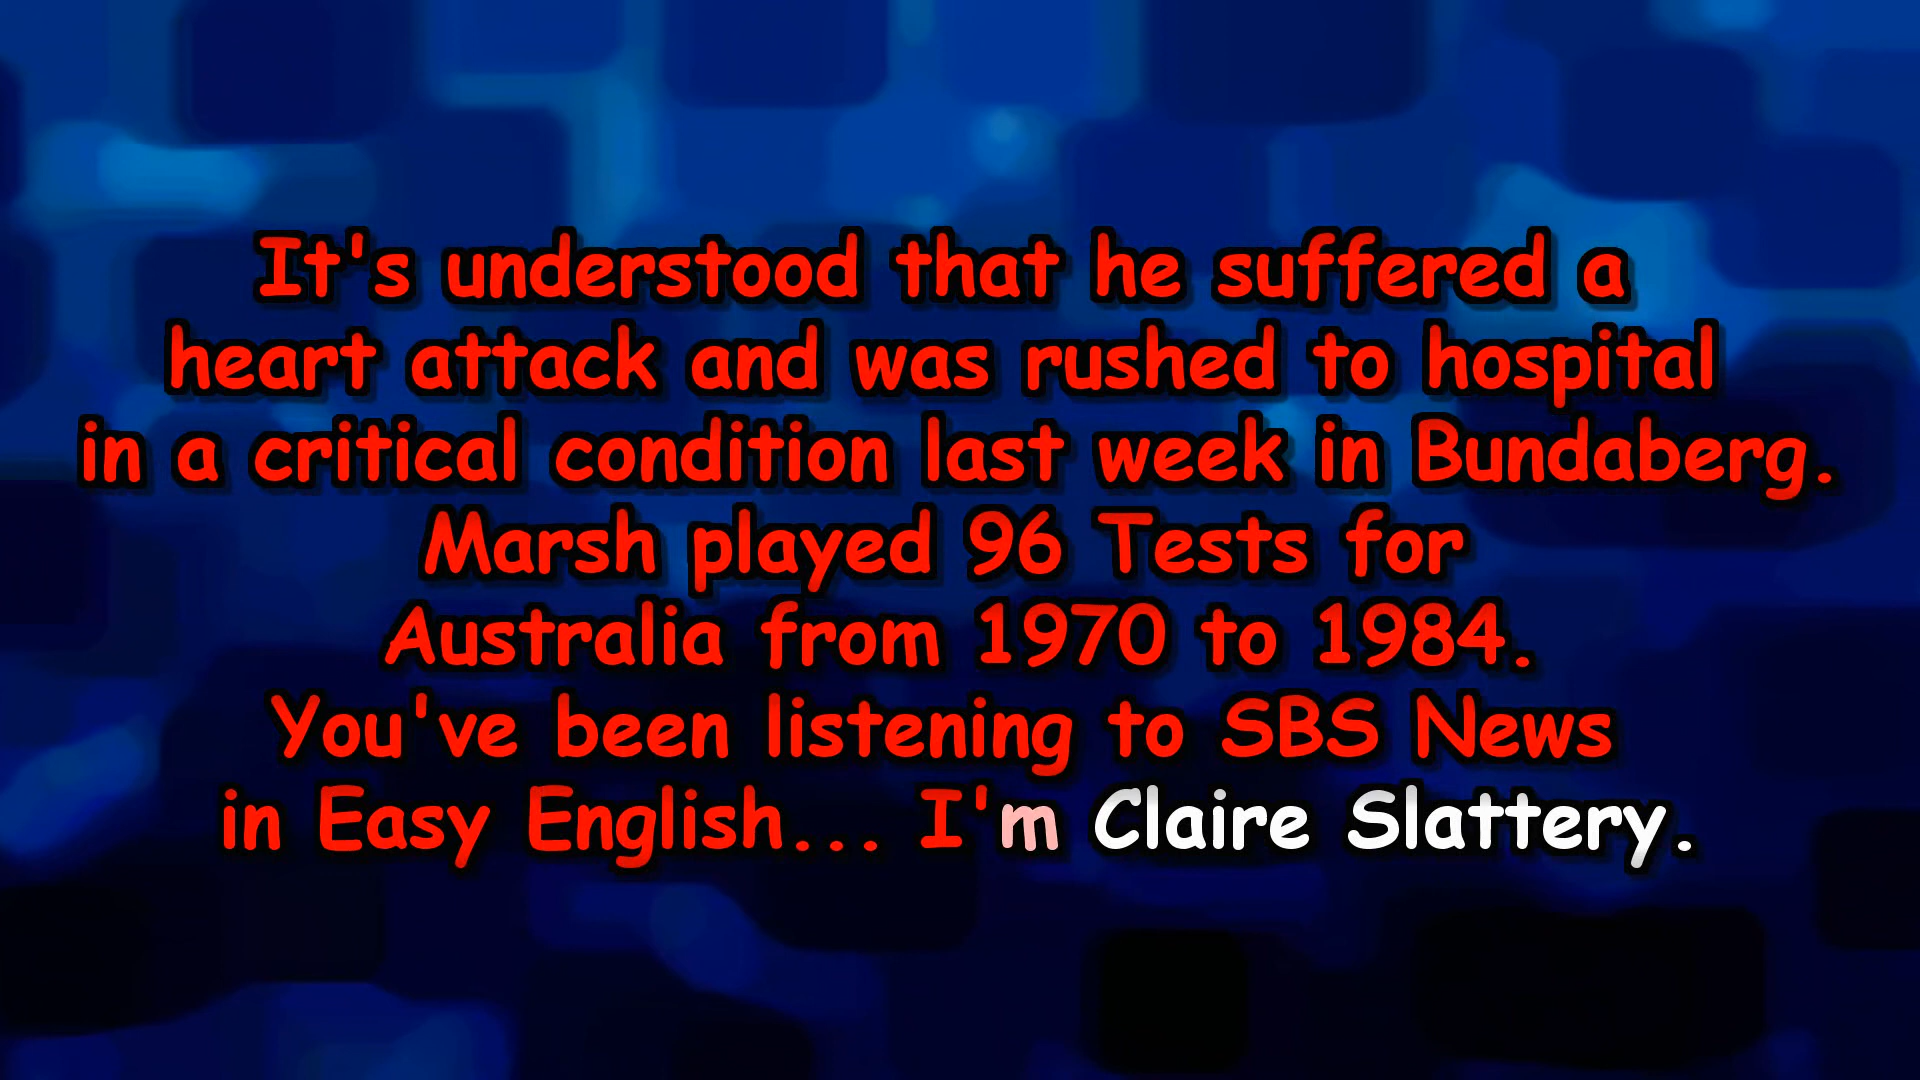 It's understood that he suffered a
heart attack and was rushed to hospital
in a critical condition last week in Bundaberg.
Marsh played 96 Tests for
Australia from 1970 to 1984.
You've been listening to SBS News
in Easy English... I'm Claire Slattery.